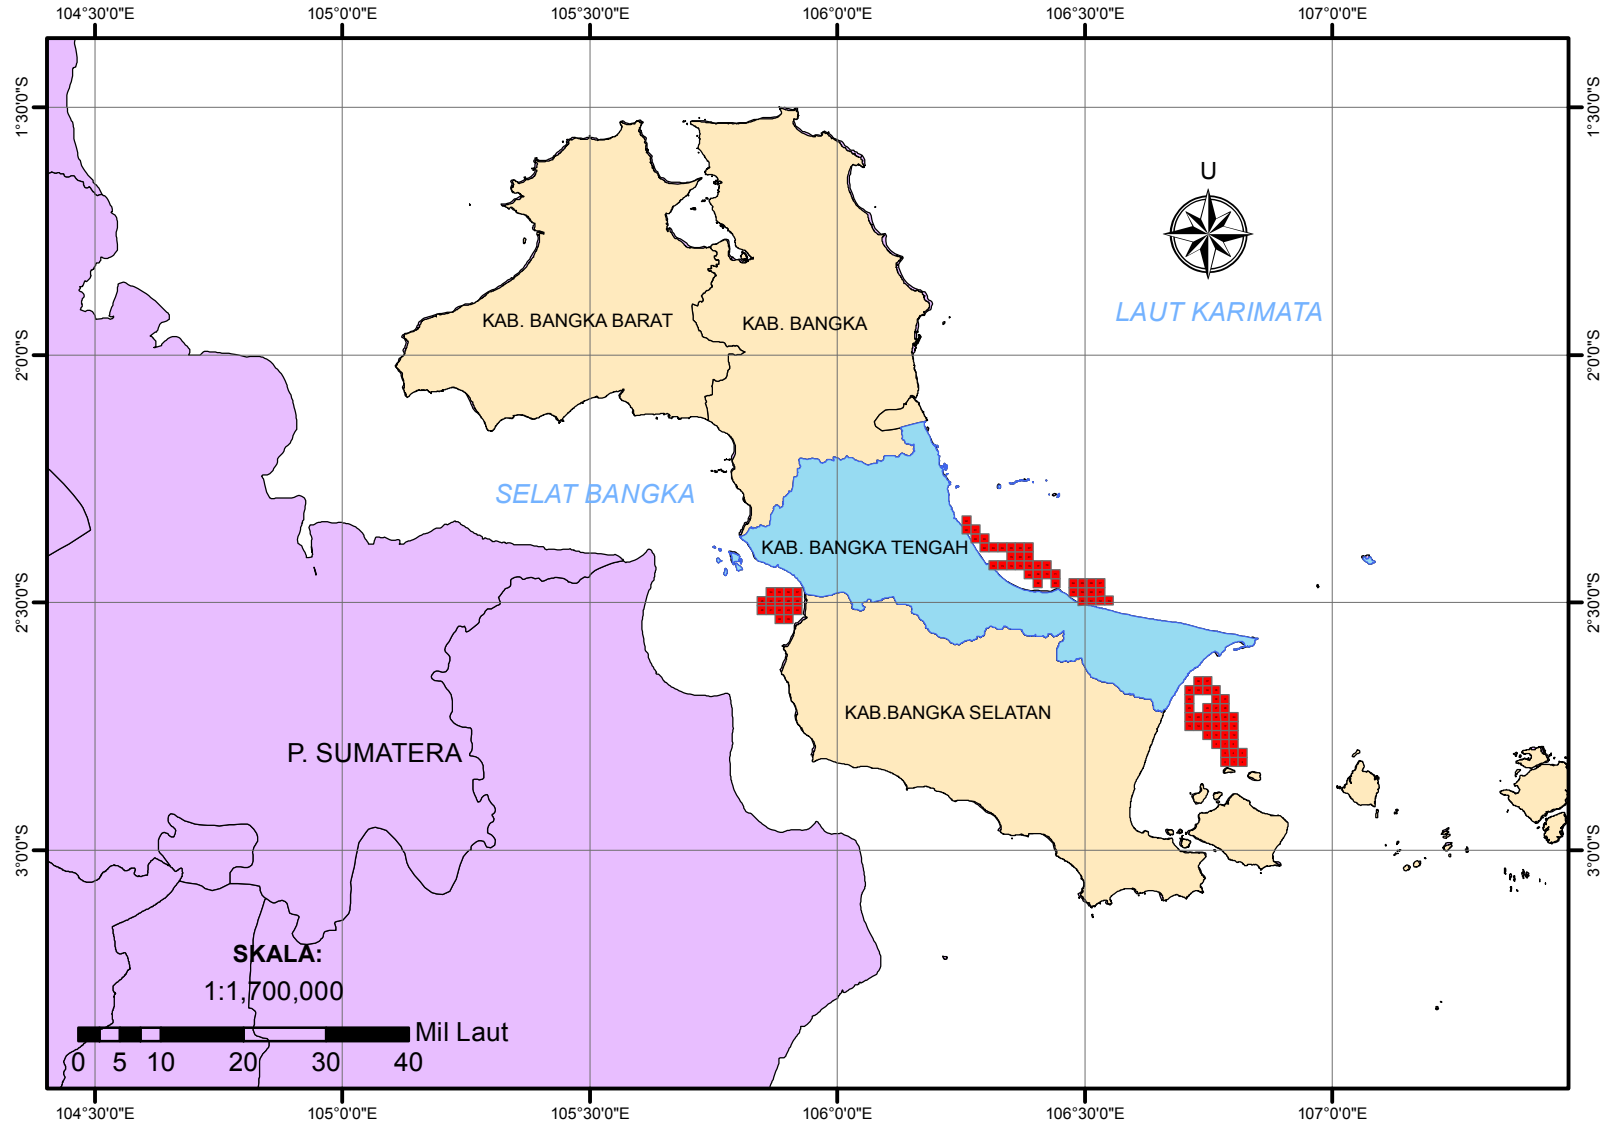 104°30'0"E 105°0'0"E 105°30'0"E 106°0'0"E 106°30'0"E 107°0'0"E
1°30'0"S 1°30'0"S
U
LAUT KARIMATA
KAB. BANGKA BARAT
KAB. BANGKA
2°0'0"S 2°0'0"S
SELAT BANGKA
KAB. BANGKA TENGAH
2°30'0"S 2°30'0"S
KAB.BANGKA SELATAN
P. SUMATERA
3°0'0"S 3°0'0"S
SKALA:
1:1,700,000
Mil Laut
0 5 10 20 30 40
104°30'0"E 105°0'0"E 105°30'0"E 106°0'0"E 106°30'0"E 107°0'0"E